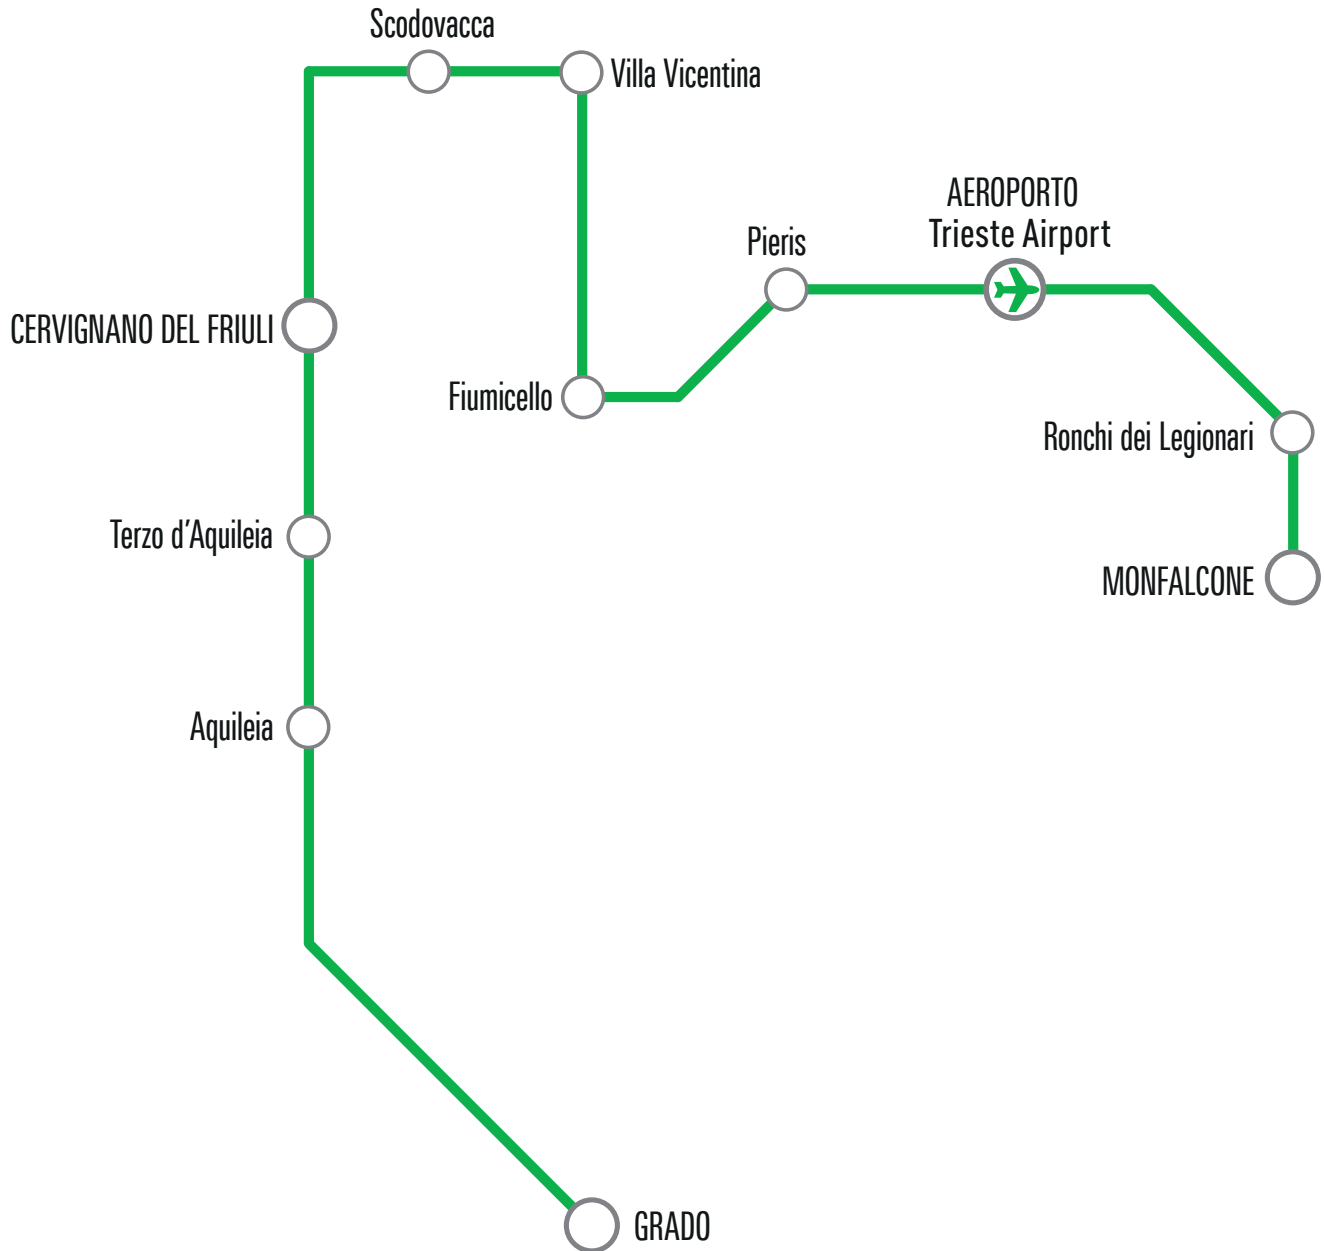 Scodovacca
Villa Vicentina
AEROPORTO
Trieste Airport
Pieris
CERVIGNANO DEL FRIULI
Fiumicello
Ronchi dei Legionari
Terzo d'Aquileia
MONFALCONE
Aquileia
GRADO